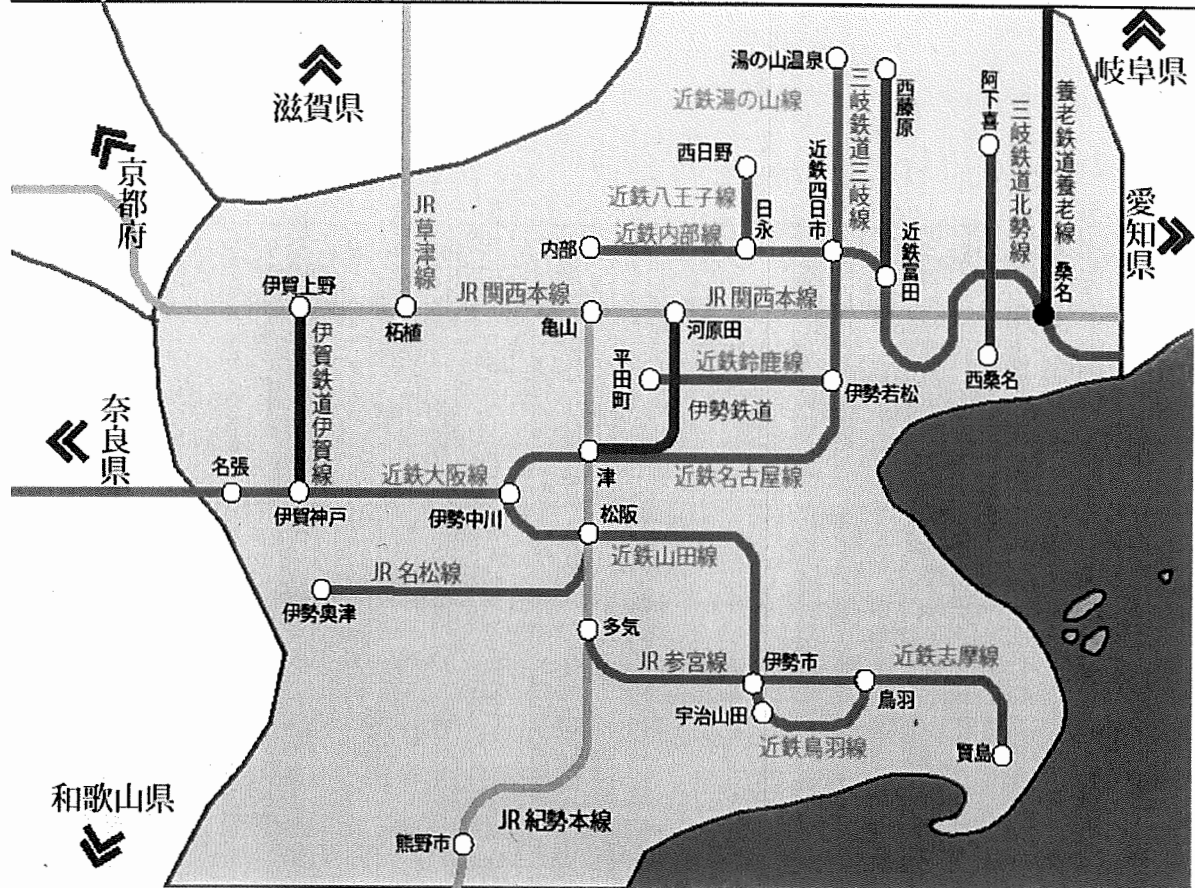 滋賀県
岐阜県
京都府
愛知県
奈良県
和歌山県
湯の山温泉
近鉄湯の山線
三岐鉄道三岐線
西藤原
阿下喜
三岐鉄道北勢線
養老鉄道養老線
西日野
近鉄八王子線
日永
近鉄四日市
近鉄富田
桑名
内部
近鉄内部線
JR草津線
伊賀上野
柘植
JR関西本線
亀山
河原田
JR関西本線
西桑名
伊賀鉄道伊賀線
平田町
近鉄鈴鹿線
伊勢若松
伊勢鉄道
名張
伊賀神戸
近鉄大阪線
伊勢中川
津
近鉄名古屋線
松阪
近鉄山田線
JR名松線
伊勢奥津
多気
JR参宮線
伊勢市
近鉄志摩線
宇治山田
鳥羽
近鉄鳥羽線
賢島
JR紀勢本線
熊野市